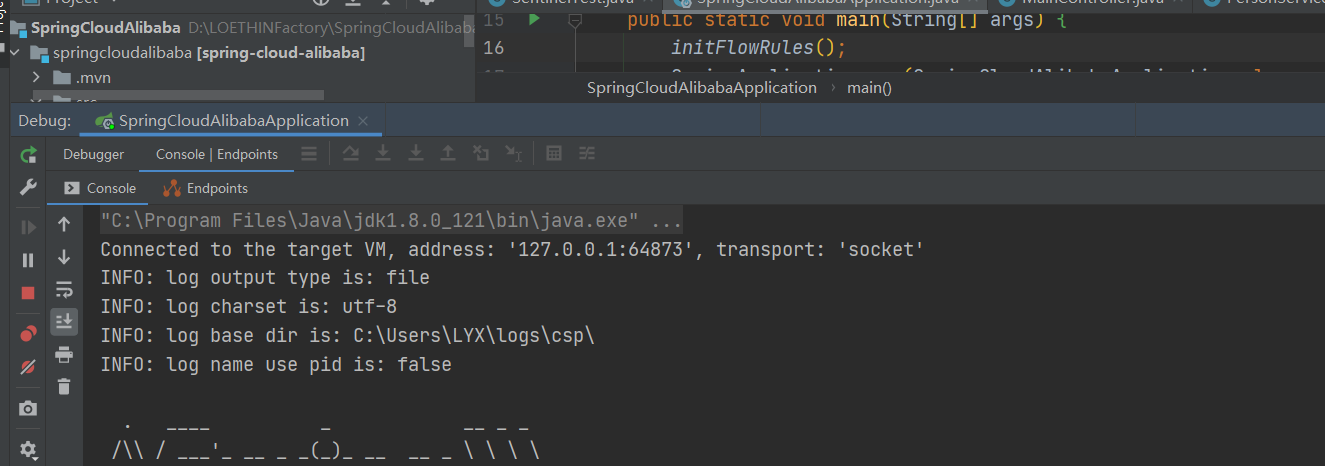 Project
SpringCloudAlibaba D:\LOETHINFactory\SpringCloudAlibaba
springcloudalibaba [spring-cloud-alibaba]
.mvn
src
SentinelTest.java
SpringCloudAlibabaApplication.java
MainController.java
15 public static void main(String[] args) {
16 initFlowRules();
SpringCloudAlibabaApplication › main()
Debug: SpringCloudAlibabaApplication
Debugger Console | Endpoints
Console Endpoints
"C:\Program Files\Java\jdk1.8.0_121\bin\java.exe" ...
Connected to the target VM, address: '127.0.0.1:64873', transport: 'socket'
INFO: log output type is: file
INFO: log charset is: utf-8
INFO: log base dir is: C:\Users\LYX\logs\csp\
INFO: log name use pid is: false
  .   ____          _            __ _ _
 /\\ / ___'_ __ _ _(_)_ __  __ _ \ \ \ \